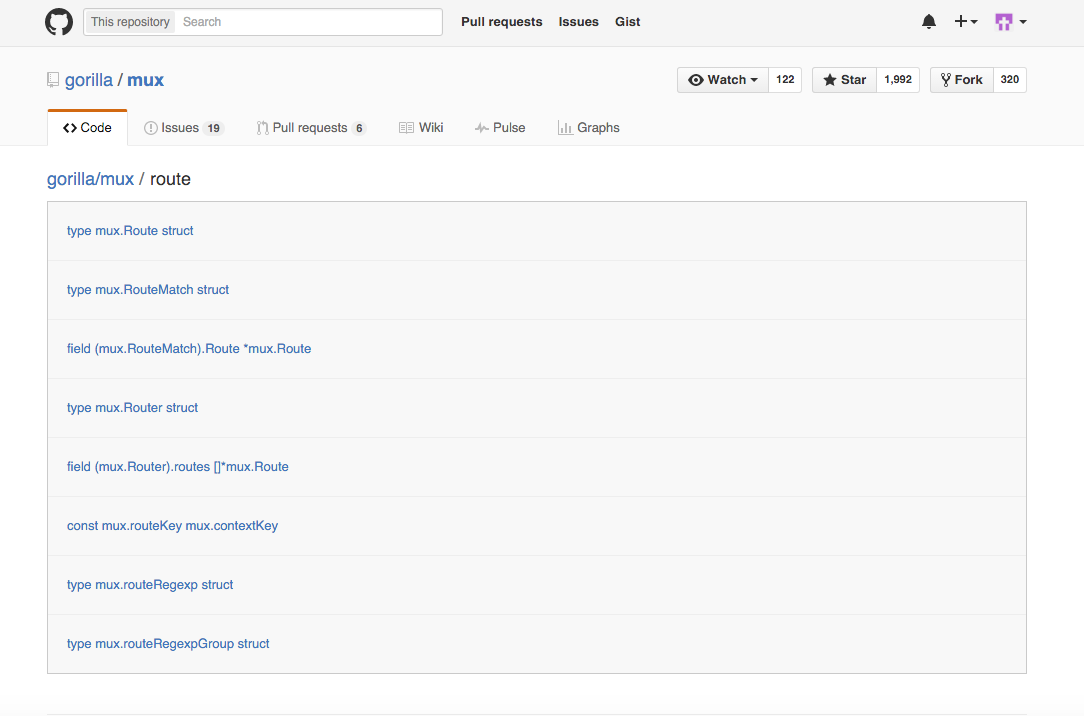 This repository Search Pull requests Issues Gist
gorilla / mux Watch 122 Star 1,992 Fork 320
Code Issues 19 Pull requests 6 Wiki Pulse Graphs
gorilla/mux / route
type mux.Route struct
type mux.RouteMatch struct
field (mux.RouteMatch).Route *mux.Route
type mux.Router struct
field (mux.Router).routes []*mux.Route
const mux.routeKey mux.contextKey
type mux.routeRegexp struct
type mux.routeRegexpGroup struct